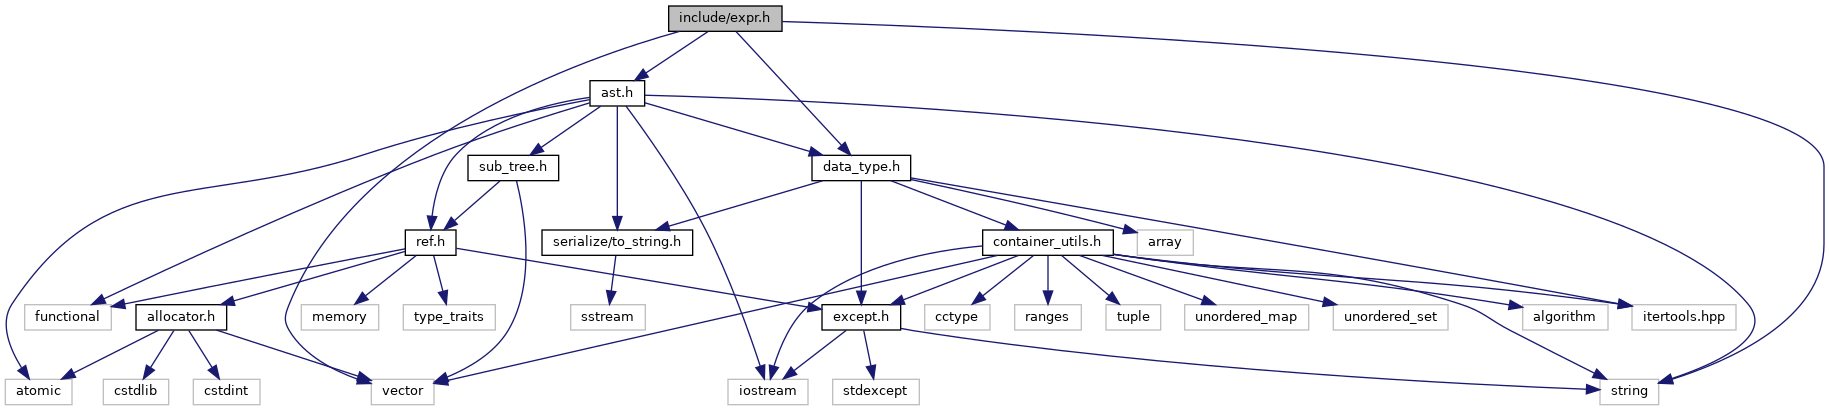 include/expr.h
ast.h
sub_tree.h
data_type.h
ref.h
serialize/to_string.h
container_utils.h
array
functional
allocator.h
memory
type_traits
sstream
except.h
cctype
ranges
tuple
unordered_map
unordered_set
algorithm
itertools.hpp
atomic
cstdlib
cstdint
vector
iostream
stdexcept
string